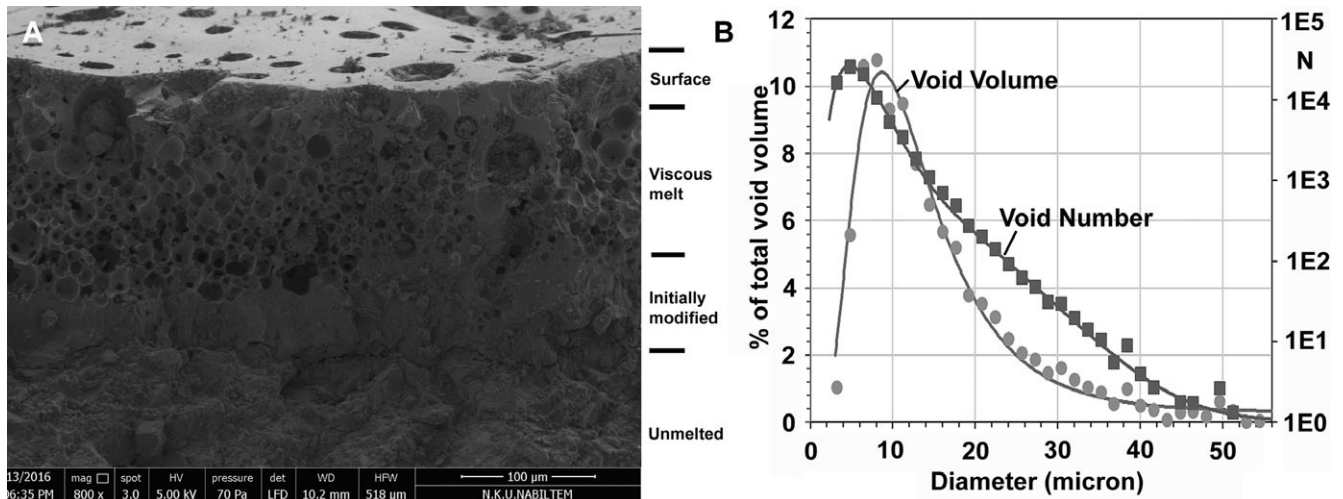 A
Surface
Viscous
melt
Initially
modified
Unmelted
13/2016
06:35 PM
mag
800 x
spot
3.0
HV
5.00 kV
pressure
70 Pa
det
LFD
WD
10.2 mm
HFW
518 µm
100 µm
N.K.U.NABILTEM
B
12
10
8
6
4
2
0
% of total void volume
Void Volume
Void Number
1E5
N
1E4
1E3
1E2
1E1
1E0
0
10
20
30
40
50
Diameter (micron)